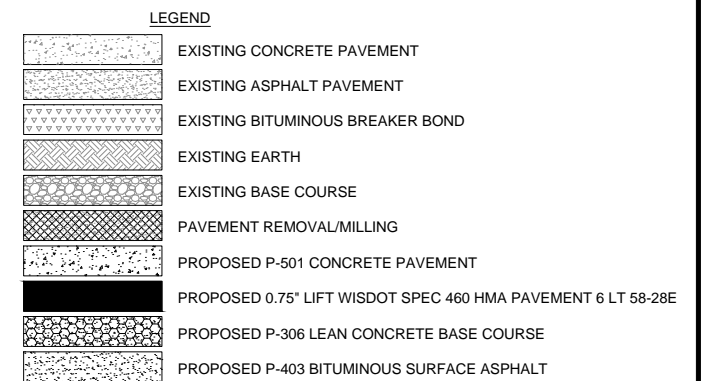 LEGEND
EXISTING CONCRETE PAVEMENT
EXISTING ASPHALT PAVEMENT
EXISTING BITUMINOUS BREAKER BOND
EXISTING EARTH
EXISTING BASE COURSE
PAVEMENT REMOVAL/MILLING
PROPOSED P-501 CONCRETE PAVEMENT
PROPOSED 0.75" LIFT WISDOT SPEC 460 HMA PAVEMENT 6 LT 58-28E
PROPOSED P-306 LEAN CONCRETE BASE COURSE
PROPOSED P-403 BITUMINOUS SURFACE ASPHALT